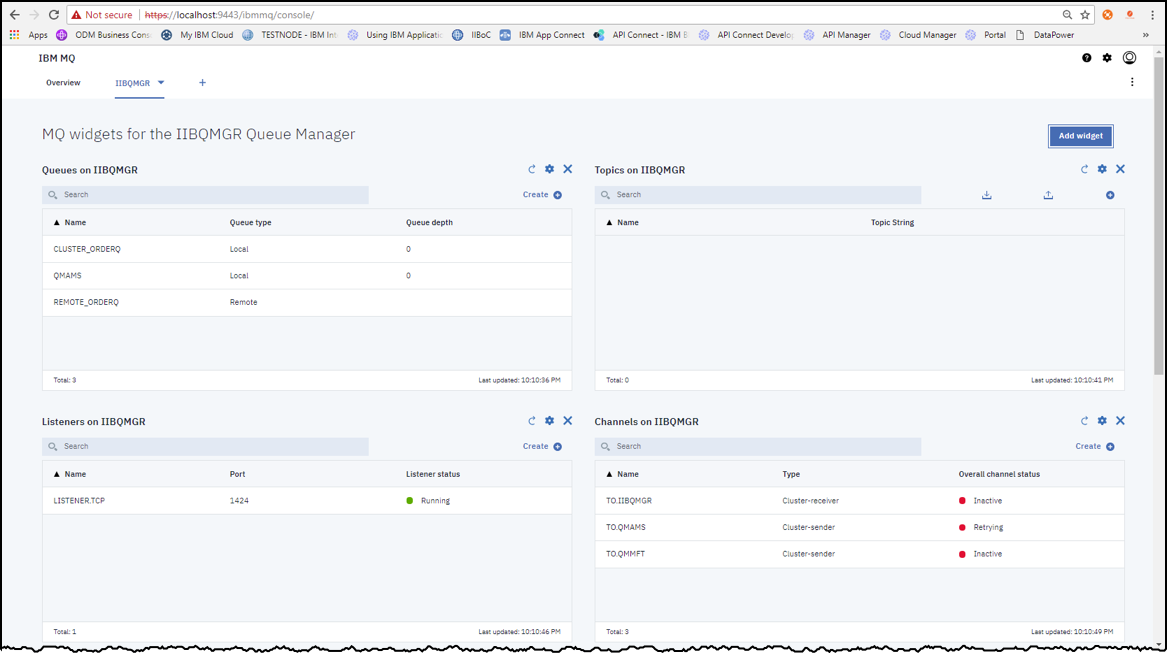 Not secure | https://localhost:9443/ibmmq/console/
Apps ODM Business Cons My IBM Cloud TESTNODE - IBM Int Using IBM Applicatic IIBoC IBM App Connect API Connect - IBM B API Connect Develop API Manager Cloud Manager Portal DataPower »
IBM MQ
Overview IIBQMGR +
MQ widgets for the IIBQMGR Queue Manager
Add widget
Queues on IIBQMGR
Search Create
Name Queue type Queue depth
CLUSTER_ORDERQ Local 0
QMAMS Local 0
REMOTE_ORDERQ Remote
Total: 3 Last updated: 10:10:36 PM
Topics on IIBQMGR
Search
Name Topic String
Total: 0 Last updated: 10:10:41 PM
Listeners on IIBQMGR
Search Create
Name Port Listener status
LISTENER.TCP 1424 Running
Total: 1 Last updated: 10:10:46 PM
Channels on IIBQMGR
Search Create
Name Type Overall channel status
TO.IIBQMGR Cluster-receiver Inactive
TO.QMAMS Cluster-sender Retrying
TO.QMMFT Cluster-sender Inactive
Total: 3 Last updated: 10:10:49 PM